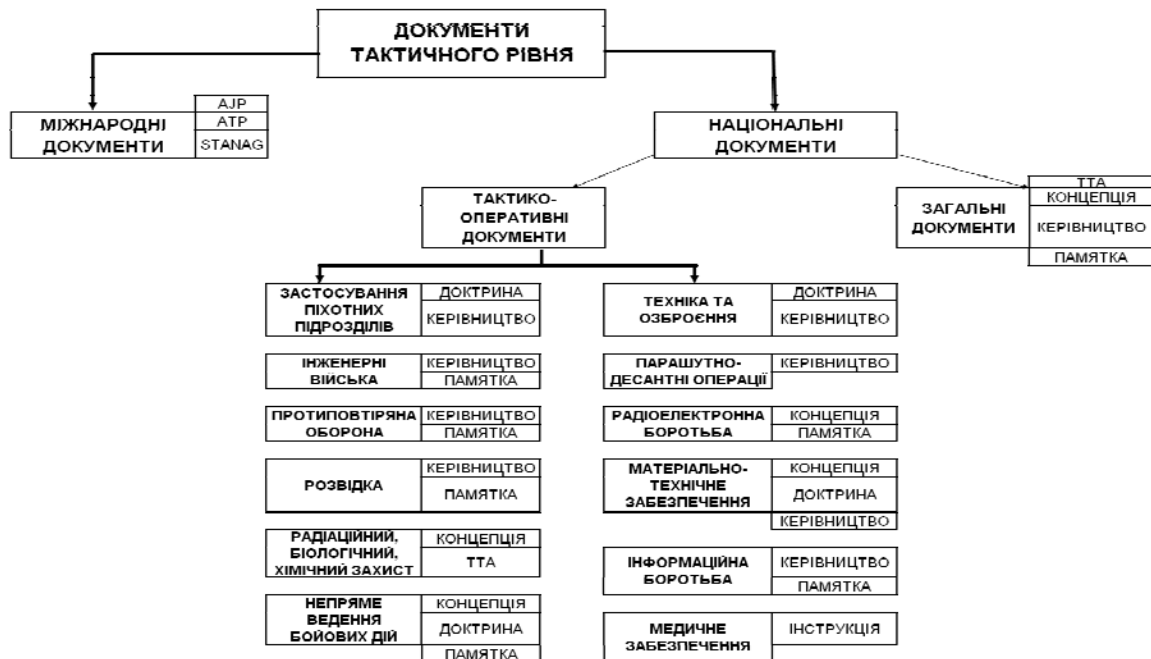 ДОКУМЕНТИ
ТАКТИЧНОГО РІВНЯ
МІЖНАРОДНІ
ДОКУМЕНТИ
AJP
ATP
STANAG
НАЦІОНАЛЬНІ
ДОКУМЕНТИ
ТАКТИКО-
ОПЕРАТИВНІ
ДОКУМЕНТИ
ЗАГАЛЬНІ
ДОКУМЕНТИ
ТТА
КОНЦЕПЦІЯ
КЕРІВНИЦТВО
ПАМЯТКА
ЗАСТОСУВАННЯ
ПІХОТНИХ
ПІДРОЗДІЛІВ
ДОКТРИНА
КЕРІВНИЦТВО
ІНЖЕНЕРНІ
ВІЙСЬКА
КЕРІВНИЦТВО
ПАМЯТКА
ПРОТИПОВТІРЯНА
ОБОРОНА
КЕРІВНИЦТВО
ПАМЯТКА
РОЗВІДКА
КЕРІВНИЦТВО
ПАМЯТКА
РАДІАЦІЙНИЙ,
БІОЛОГІЧНИЙ,
ХІМІЧНИЙ ЗАХИСТ
КОНЦЕПЦІЯ
ТТА
НЕПРЯМЕ
ВЕДЕННЯ
БОЙОВИХ ДІЙ
КОНЦЕПЦІЯ
ДОКТРИНА
ПАМЯТКА
ТЕХНІКА ТА
ОЗБРОЄННЯ
ДОКТРИНА
КЕРІВНИЦТВО
ПАРАШУТНО-
ДЕСАНТНІ ОПЕРАЦІЇ
КЕРІВНИЦТВО
РАДІОЕЛЕКТРОННА
БОРОТЬБА
КОНЦЕПЦІЯ
ПАМЯТКА
МАТЕРІАЛЬНО-
ТЕХНІЧНЕ
ЗАБЕЗПЕЧЕННЯ
КОНЦЕПЦІЯ
ДОКТРИНА
КЕРІВНИЦТВО
ІНФОРМАЦІЙНА
БОРОТЬБА
КЕРІВНИЦТВО
ПАМЯТКА
МЕДИЧНЕ
ЗАБЕЗПЕЧЕННЯ
ІНСТРУКЦІЯ